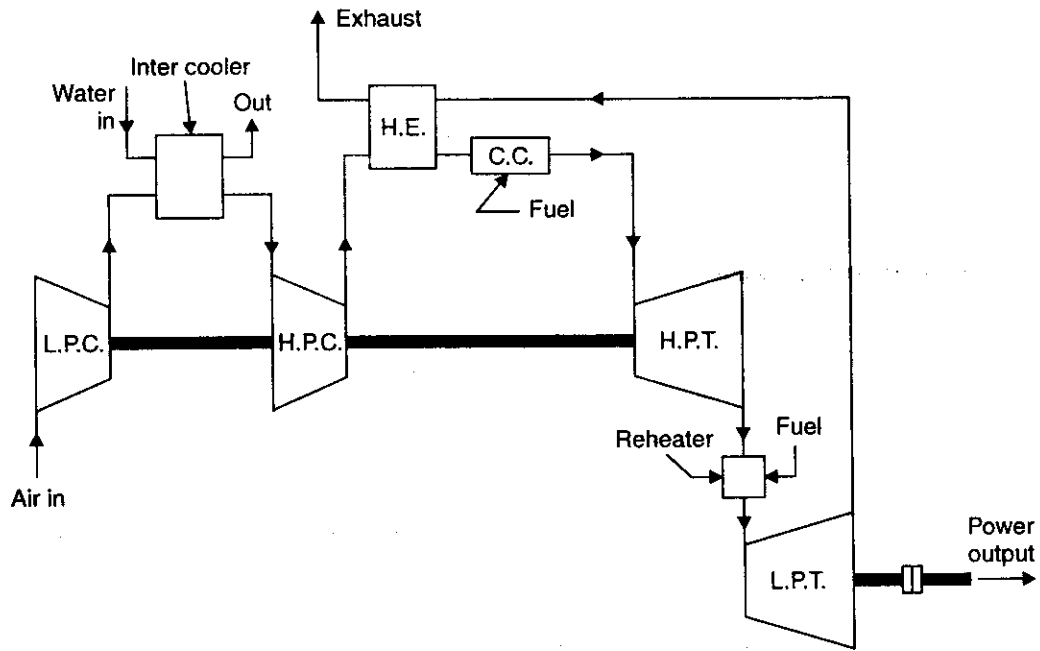 Exhaust
Inter cooler
Water
in
Out
H.E.
C.C.
Fuel
L.P.C.
H.P.C.
H.P.T.
Air in
Reheater
Fuel
Power
output
L.P.T.